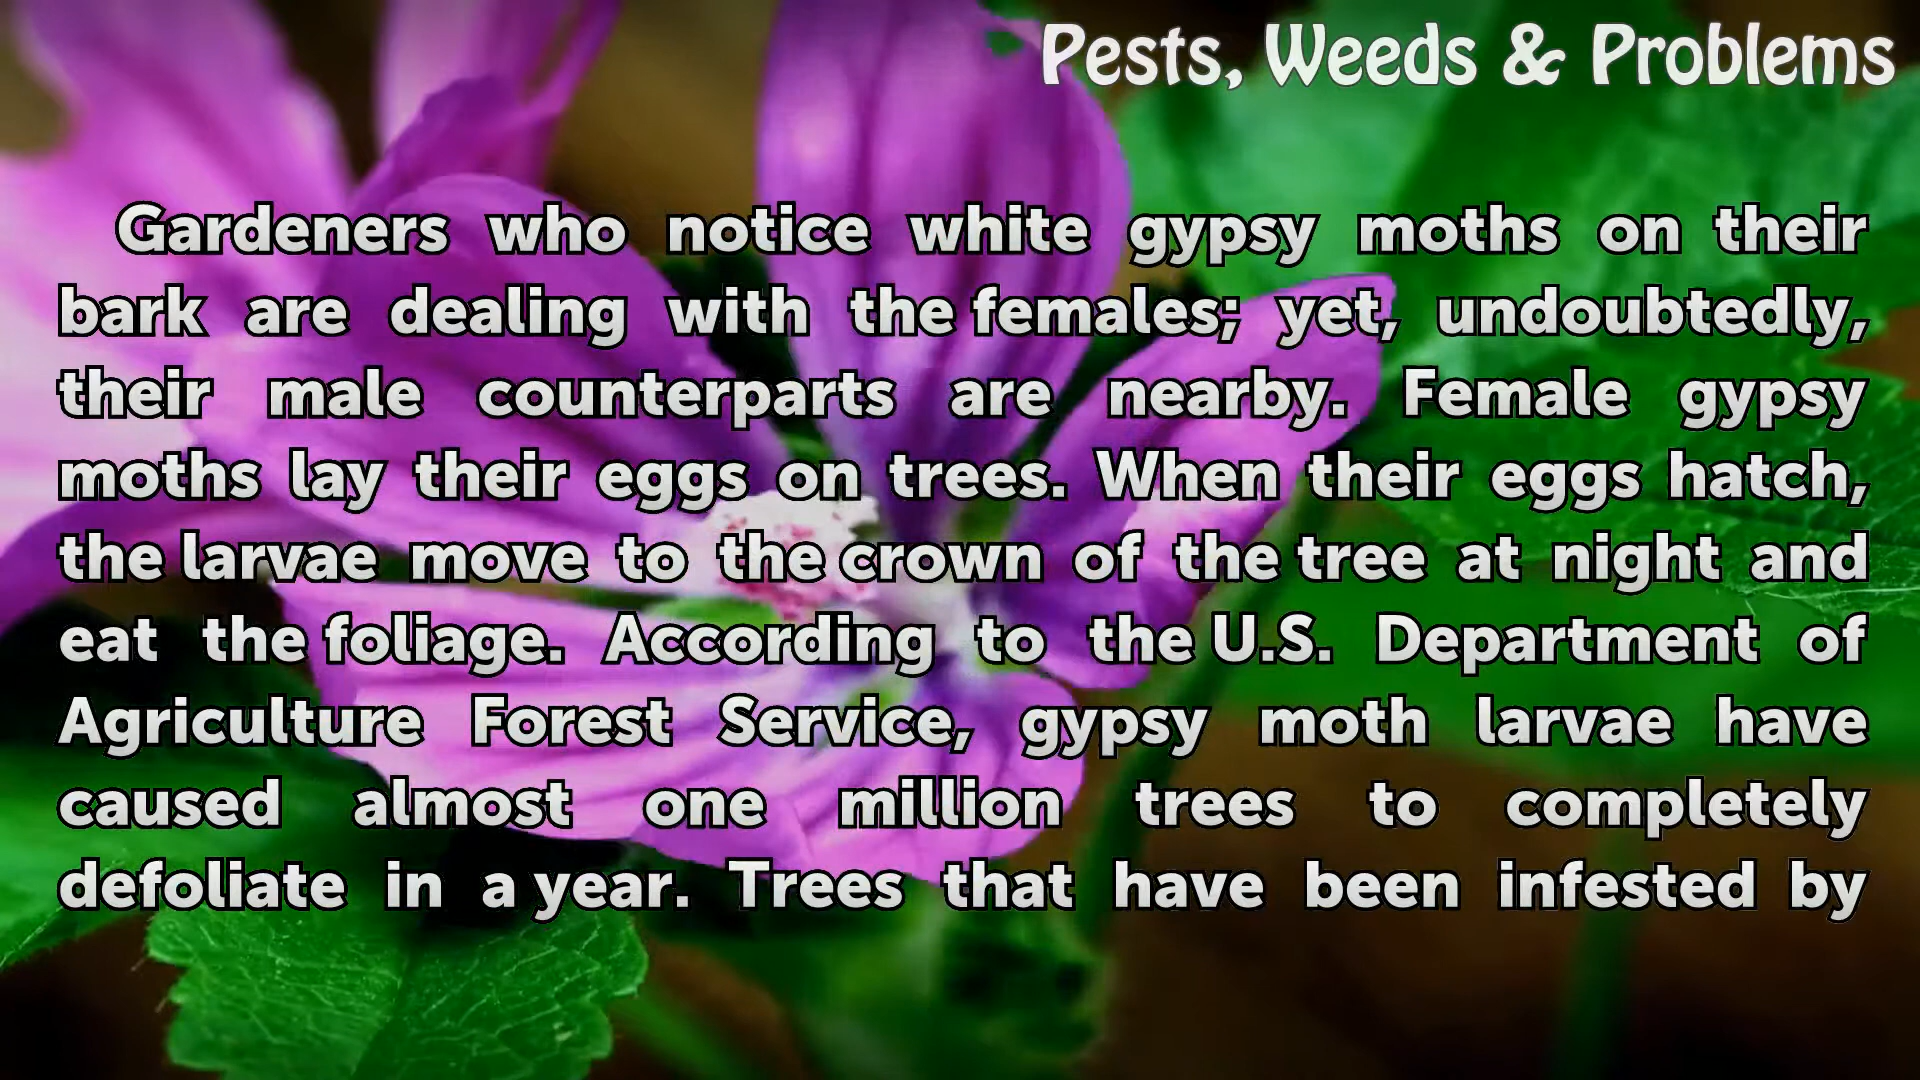 Pests, Weeds & Problems
Gardeners who notice white gypsy moths on their
bark are dealing with the females; yet, undoubtedly,
their male counterparts are nearby. Female gypsy
moths lay their eggs on trees. When their eggs hatch,
the larvae move to the crown of the tree at night and
eat the foliage. According to the U.S. Department of
Agriculture Forest Service, gypsy moth larvae have
caused almost one million trees to completely
defoliate in a year. Trees that have been infested by